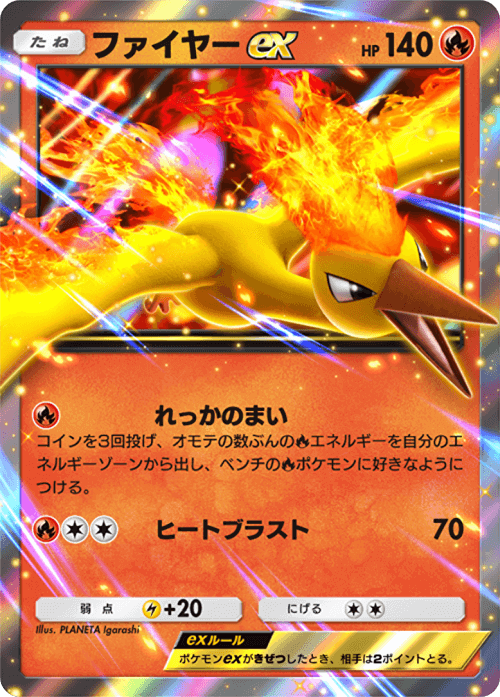 たね ファイヤーex HP 140
れっかのまい
コインを3回投げ、オモテの数ぶんの エネルギーを自分のエ
ネルギーゾーンから出し、ベンチの ポケモンに好きなように
つける。
ヒートブラスト 70
弱点 +20 にげる
Illus. PLANETA Igarashi
exルール
ポケモンexがきぜつしたとき、相手は2ポイントとる。